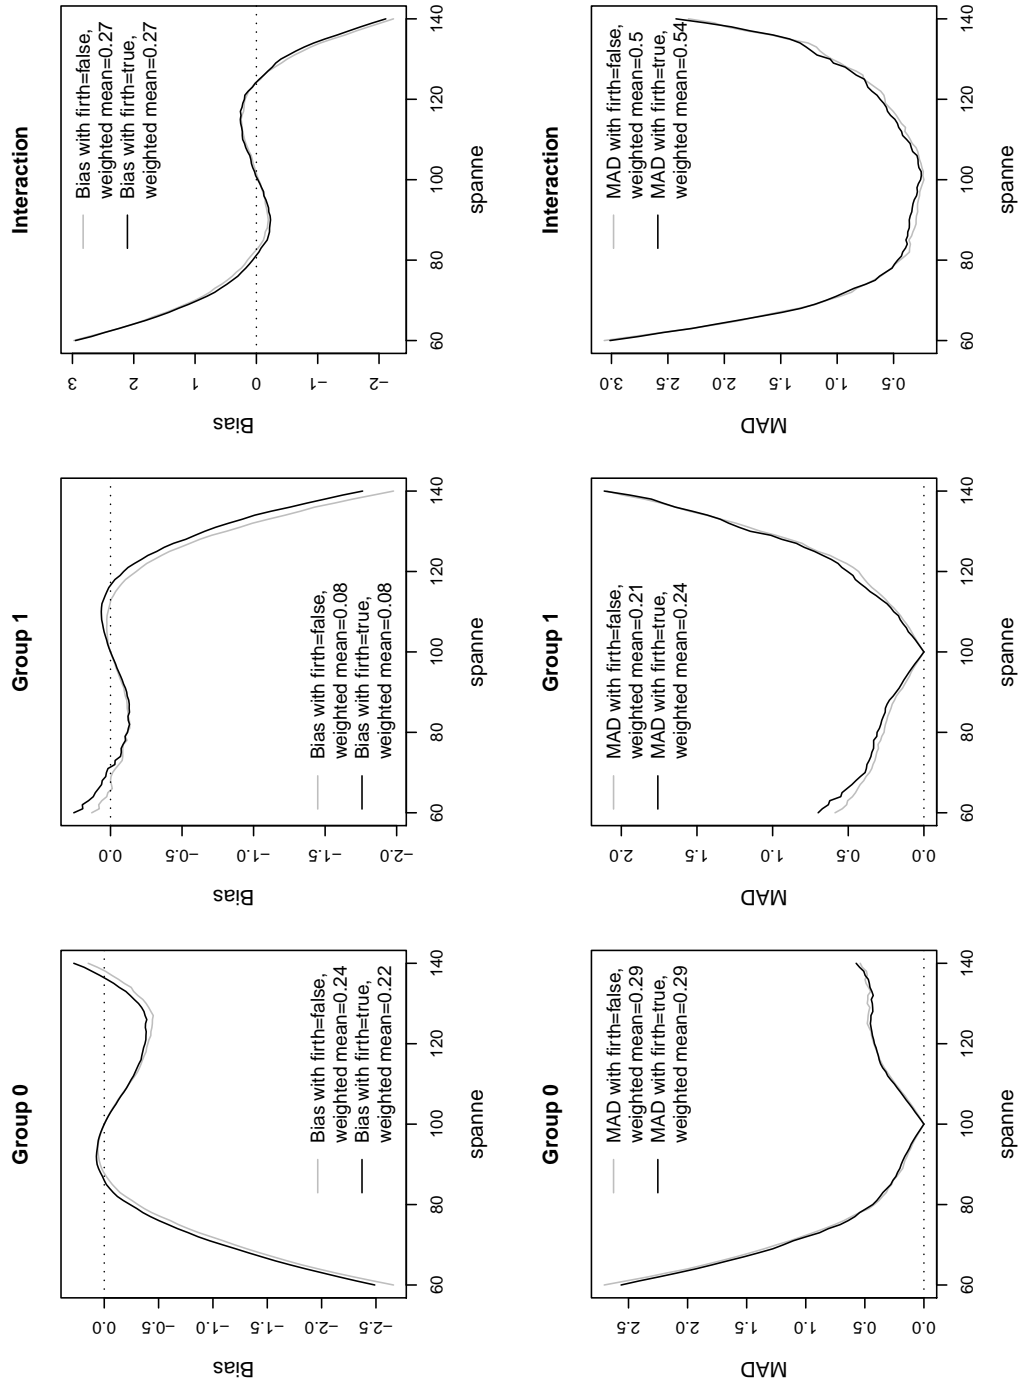 Group 0
Bias
0.0
−0.5
−1.0
−1.5
−2.0
−2.5
Bias with firth=false,
weighted mean=0.24
Bias with firth=true,
weighted mean=0.22
60 80 100 120 140
spanne
Group 1
Bias
0.0
−0.5
−1.0
−1.5
−2.0
Bias with firth=false,
weighted mean=0.08
Bias with firth=true,
weighted mean=0.08
60 80 100 120 140
spanne
Interaction
Bias
3
2
1
0
−1
−2
Bias with firth=false,
weighted mean=0.27
Bias with firth=true,
weighted mean=0.27
60 80 100 120 140
spanne
Group 0
MAD
2.5
2.0
1.5
1.0
0.5
0.0
MAD with firth=false,
weighted mean=0.29
MAD with firth=true,
weighted mean=0.29
60 80 100 120 140
spanne
Group 1
MAD
2.0
1.5
1.0
0.5
0.0
MAD with firth=false,
weighted mean=0.21
MAD with firth=true,
weighted mean=0.24
60 80 100 120 140
spanne
Interaction
MAD
3.0
2.5
2.0
1.5
1.0
0.5
MAD with firth=false,
weighted mean=0.5
MAD with firth=true,
weighted mean=0.54
60 80 100 120 140
spanne